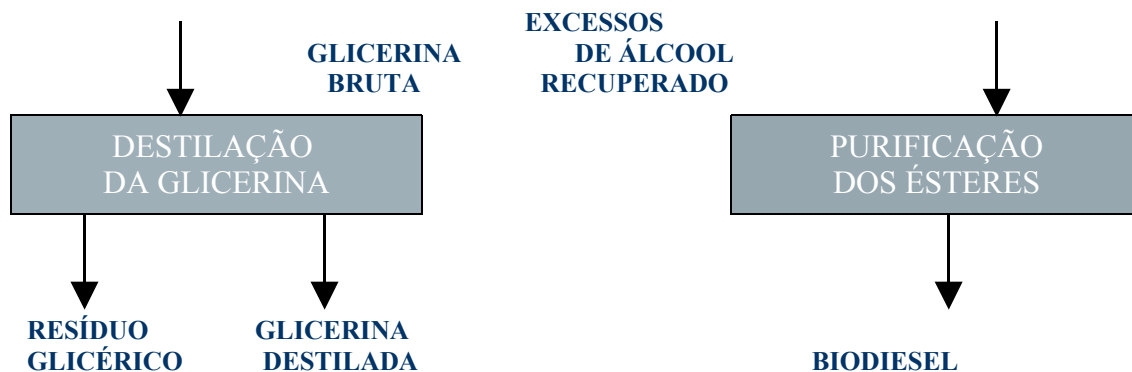 EXCESSOS
DE ÁLCOOL
RECUPERADO
GLICERINA
BRUTA
DESTILAÇÃO
DA GLICERINA
PURIFICAÇÃO
DOS ÉSTERES
RESÍDUO
GLICÉRICO
GLICERINA
DESTILADA
BIODIESEL